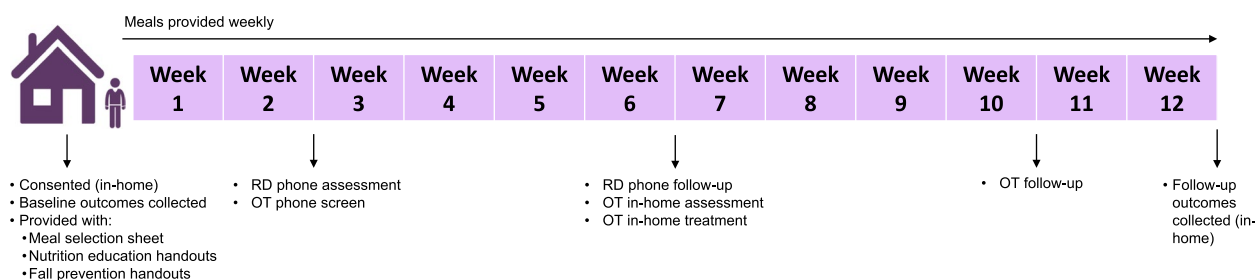 Meals provided weekly
Week 1
Week 2
Week 3
Week 4
Week 5
Week 6
Week 7
Week 8
Week 9
Week 10
Week 11
Week 12
• Consented (in-home)
• Baseline outcomes collected
• Provided with:
• Meal selection sheet
• Nutrition education handouts
• Fall prevention handouts
• RD phone assessment
• OT phone screen
• RD phone follow-up
• OT in-home assessment
• OT in-home treatment
• OT follow-up
• Follow-up
outcomes
collected (in-
home)